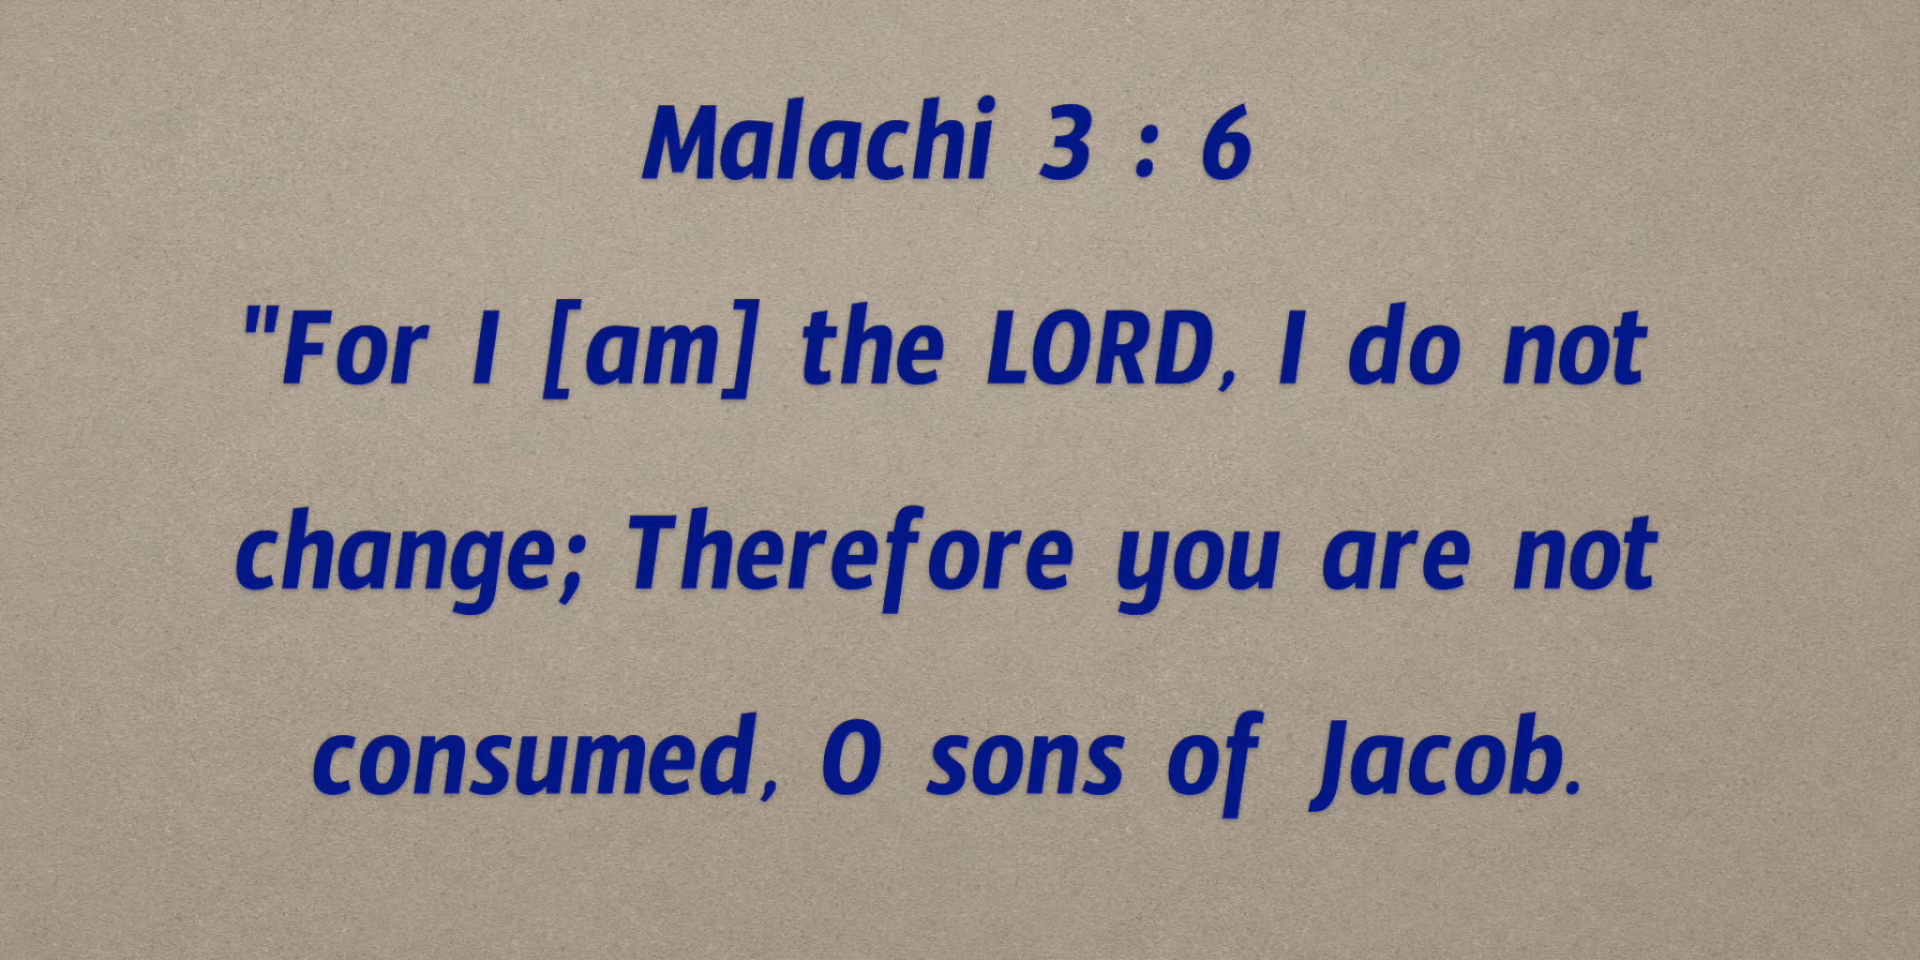 Malachi 3 : 6
"For I [am] the LORD, I do not
change; Therefore you are not
consumed, O sons of Jacob.